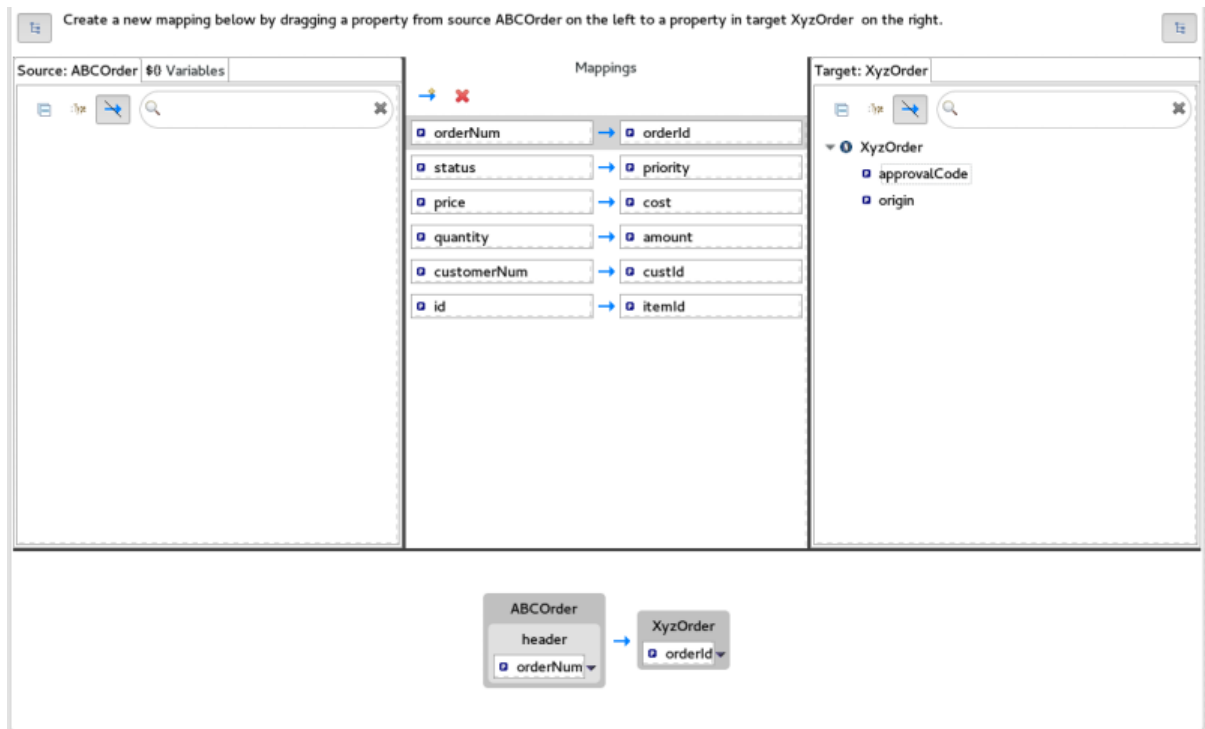 Create a new mapping below by dragging a property from source ABCOrder on the left to a property in target XyzOrder on the right.
Source: ABCOrder
${} Variables
Mappings
Target: XyzOrder
orderNum
orderId
status
priority
price
cost
quantity
amount
customerNum
custId
id
itemId
XyzOrder
approvalCode
origin
ABCOrder
header
orderNum
XyzOrder
orderId